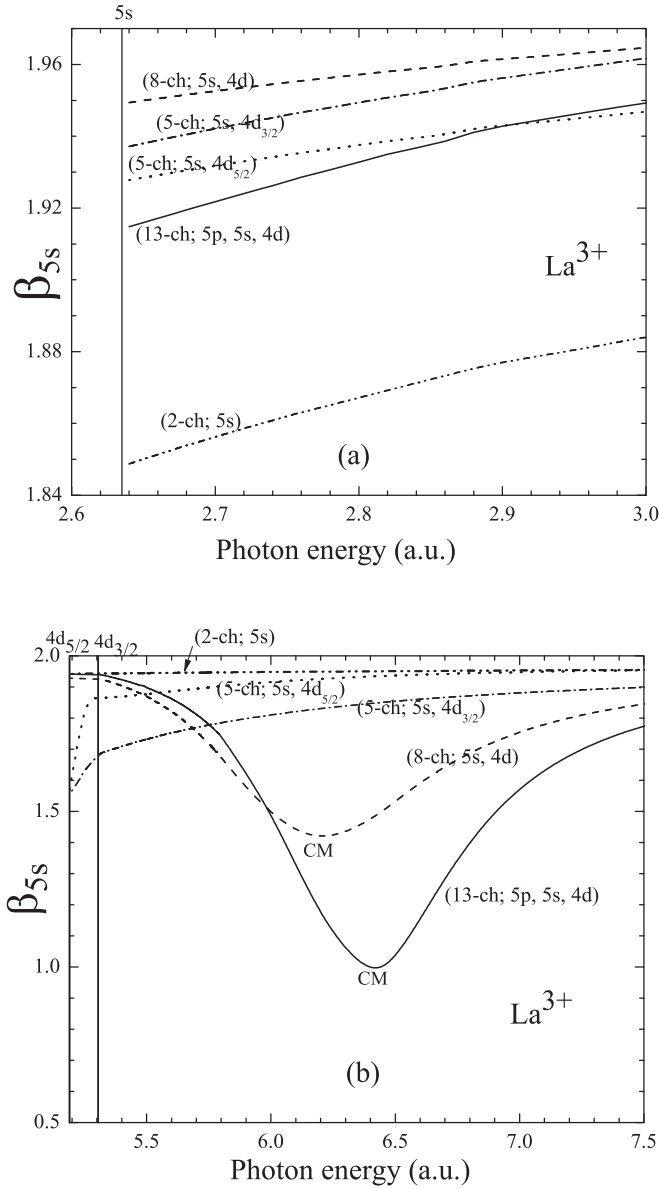 5s
1.96
(8-ch; 5s, 4d)
(5-ch; 5s, 4d3/2)
(5-ch; 5s, 4d5/2)
1.92
(13-ch; 5p, 5s, 4d)
La3+
β5s
1.88
(2-ch; 5s)
(a)
1.84
2.6 2.7 2.8 2.9 3.0
Photon energy (a.u.)
4d5/2 4d3/2
(2-ch; 5s)
2.0
(5-ch; 5s, 4d5/2)
(5-ch; 5s, 4d3/2)
(8-ch; 5s, 4d)
1.5
CM
β5s
(13-ch; 5p, 5s, 4d)
1.0
CM
La3+
(b)
0.5
5.5 6.0 6.5 7.0 7.5
Photon energy (a.u.)